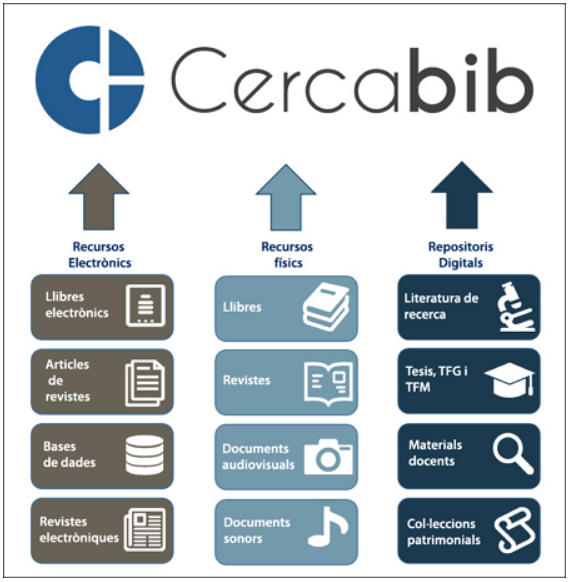 Cercabib
Recursos
Electrònics
Llibres
electrònics
Articles
de
revistes
Bases
de dades
Revistes
electròniques
Recursos
físics
Llibres
Revistes
Documents
audiovisuals
Documents
sonors
Repositoris
Digitals
Literatura de
recerca
Tesis, TFG i
TFM
Materials
docents
Col·leccions
patrimonials